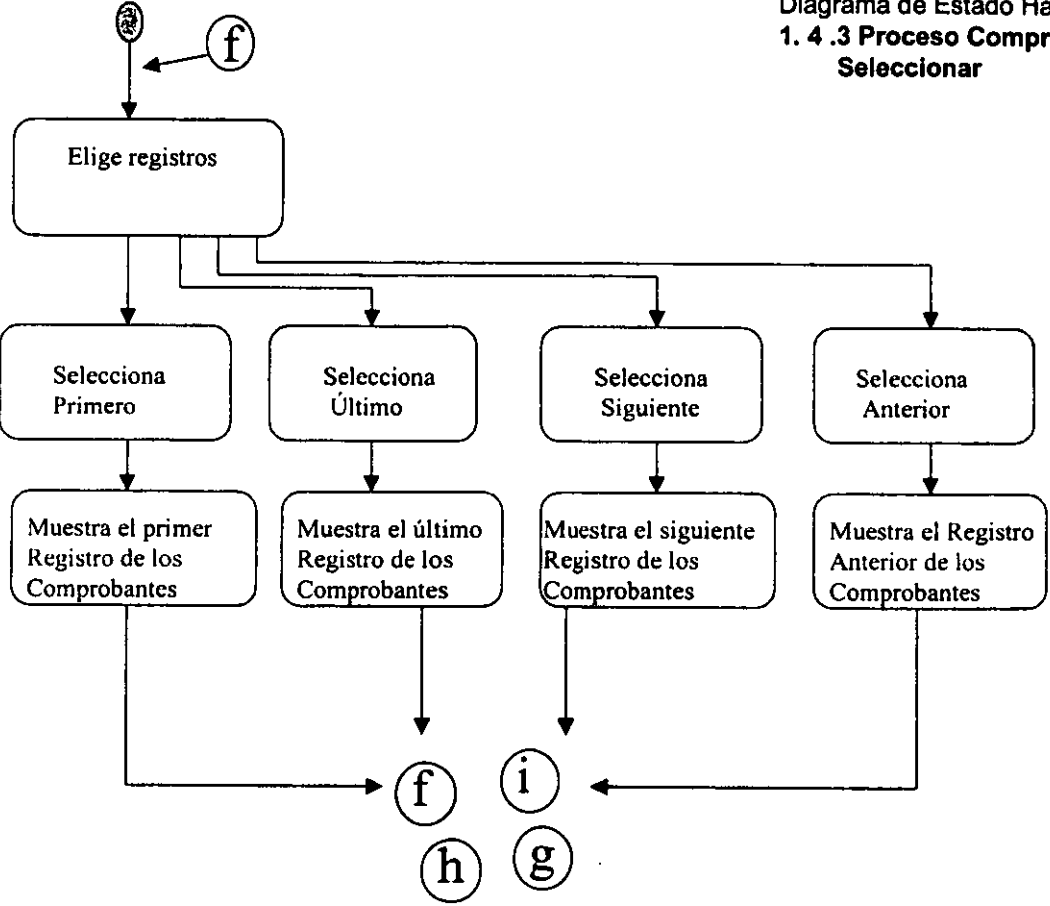 Diagrama de Estado
1. 4 .3 Proceso
Seleccionar
f
Elige registros
Selecciona
Primero
Selecciona
Último
Selecciona
Siguiente
Selecciona
Anterior
Muestra el primer
Registro de los
Comprobantes
Muestra el último
Registro de los
Comprobantes
Muestra el siguiente
Registro de los
Comprobantes
Muestra el Registro
Anterior de los
Comprobantes
f
i
h
g